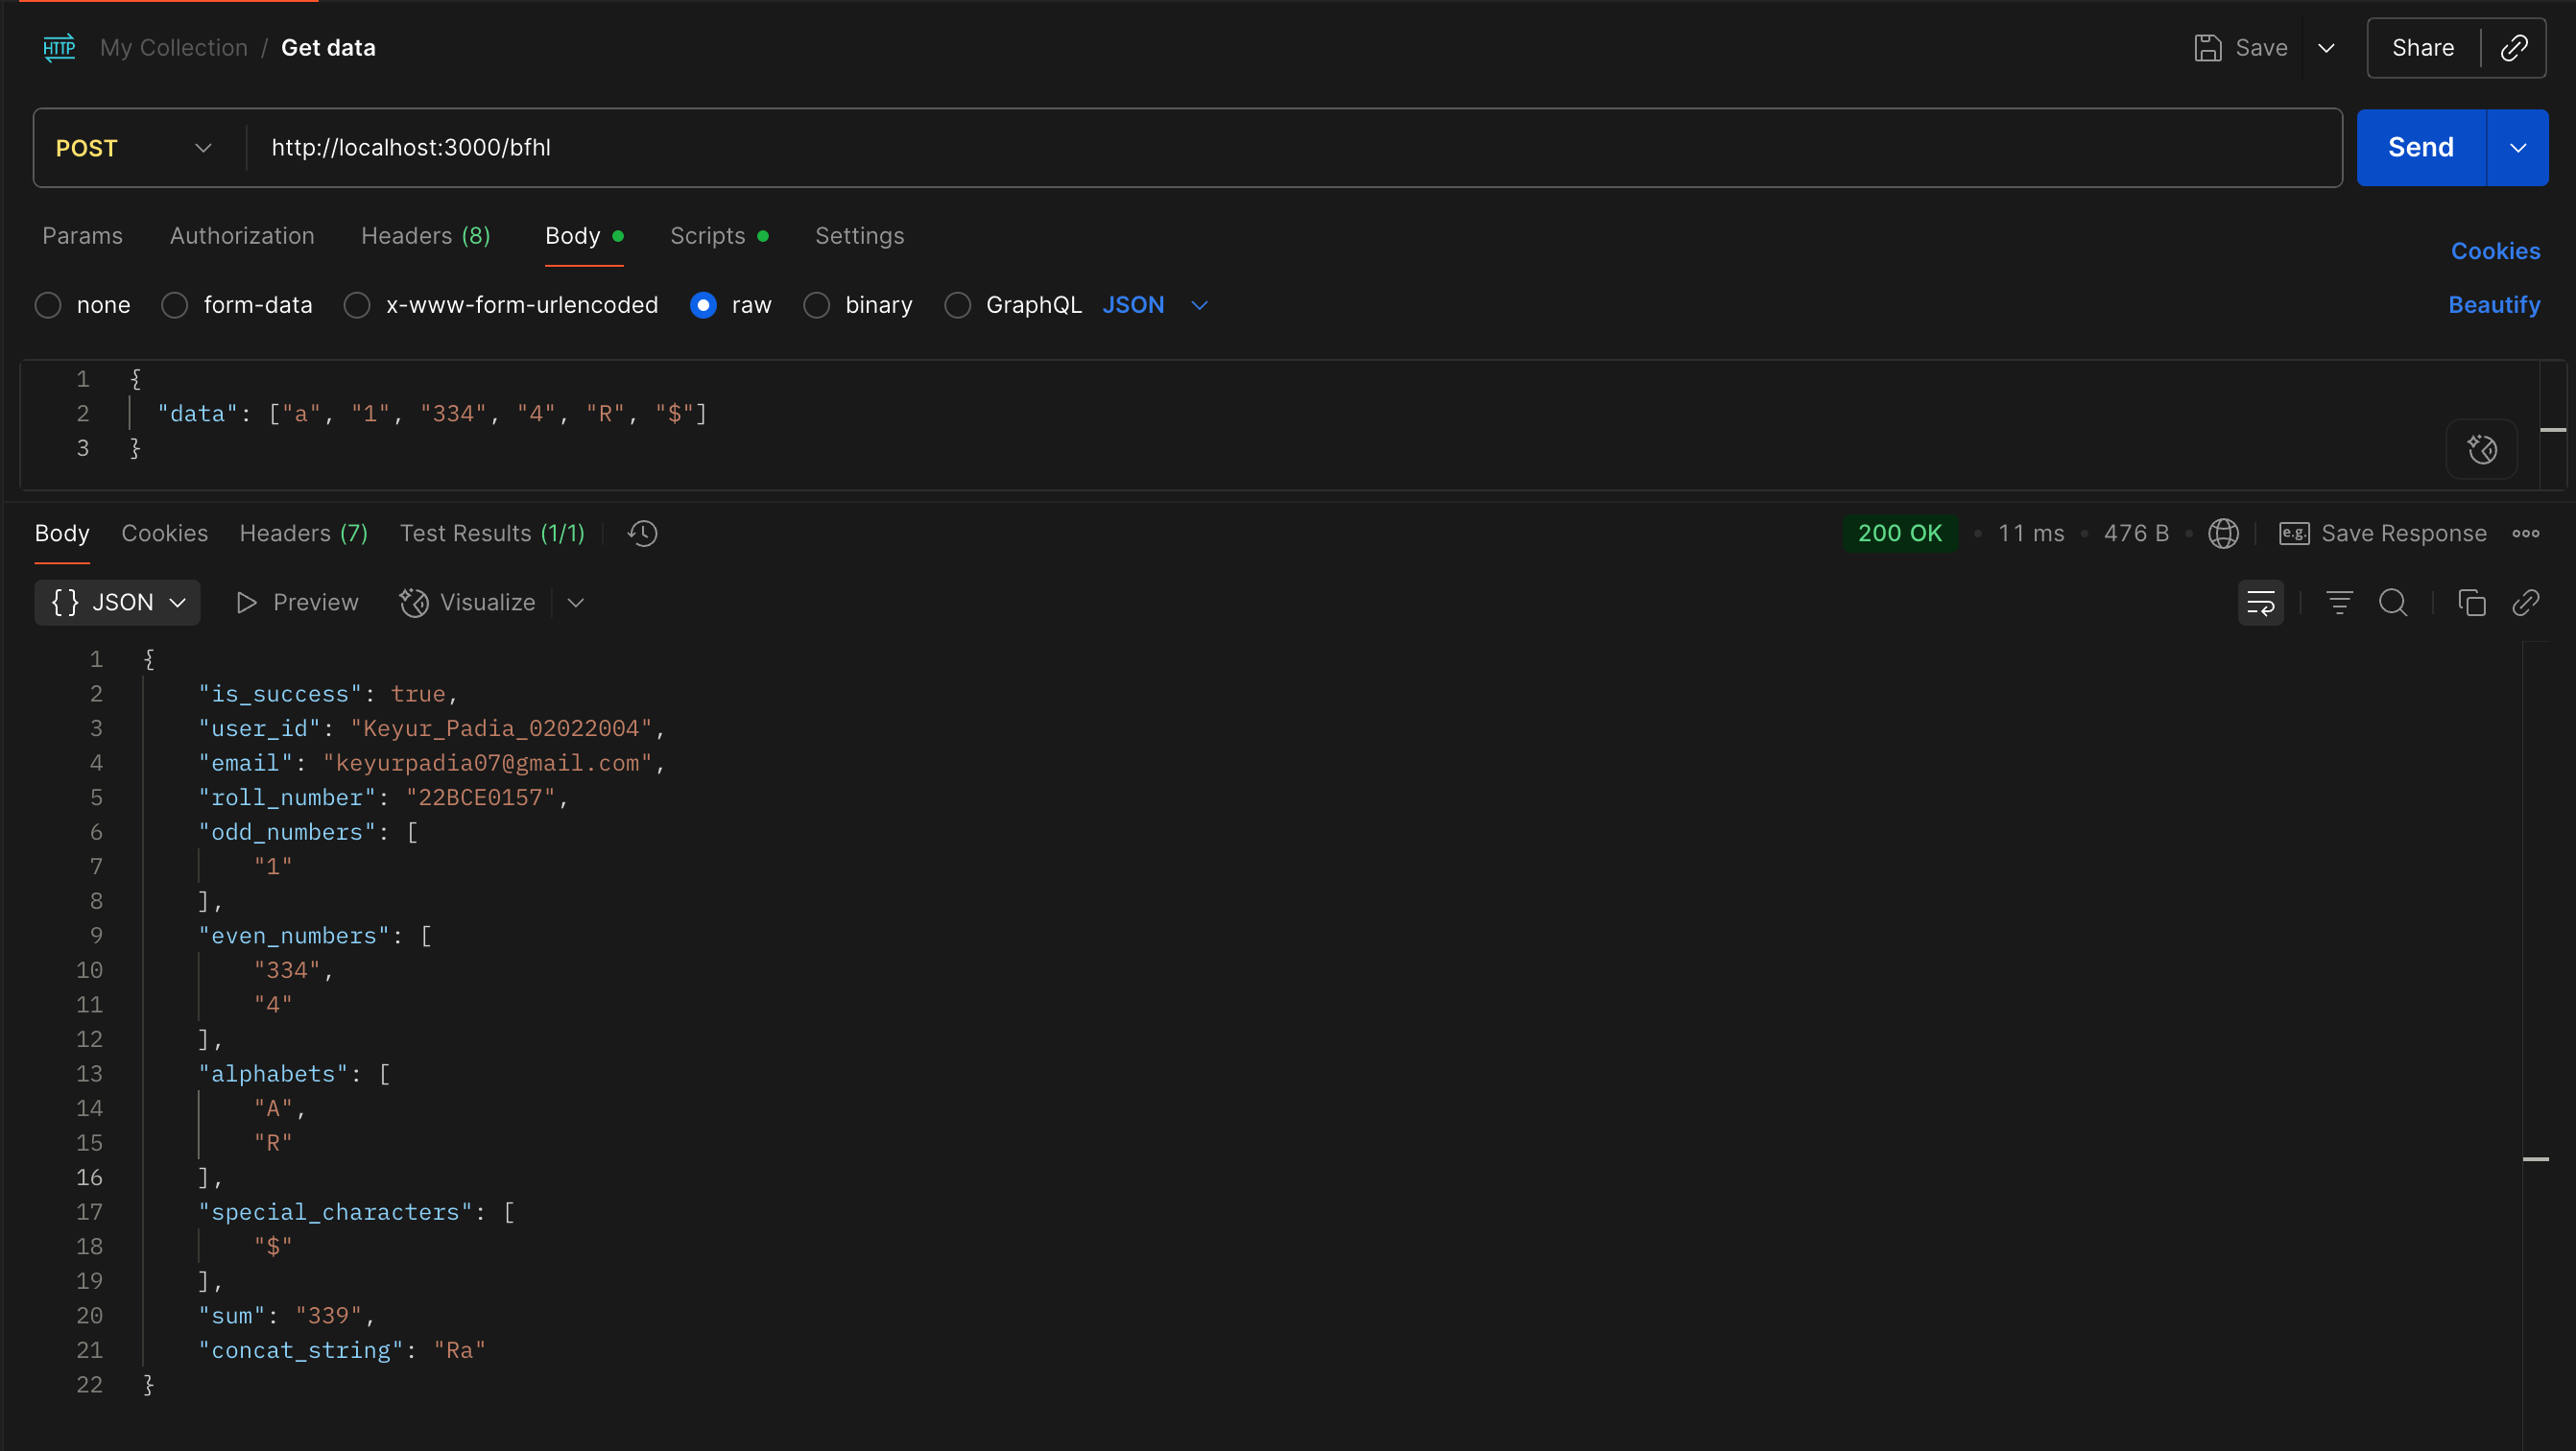 HTTP My Collection / Get data Save Share
POST http://localhost:3000/bfhl Send
Params Authorization Headers (8) Body Scripts Settings Cookies
none form-data x-www-form-urlencoded raw binary GraphQL JSON Beautify
1 {
2 "data": ["a", "1", "334", "4", "R", "$"]
3 }
Body Cookies Headers (7) Test Results (1/1) 200 OK • 11 ms • 476 B • e.g. Save Response
{} JSON Preview Visualize
1 {
2 "is_success": true,
3 "user_id": "Keyur_Padia_02022004",
4 "email": "keyurpadia07@gmail.com",
5 "roll_number": "22BCE0157",
6 "odd_numbers": [
7 "1"
8 ],
9 "even_numbers": [
10 "334",
11 "4"
12 ],
13 "alphabets": [
14 "A",
15 "R"
16 ],
17 "special_characters": [
18 "$"
19 ],
20 "sum": "339",
21 "concat_string": "Ra"
22 }